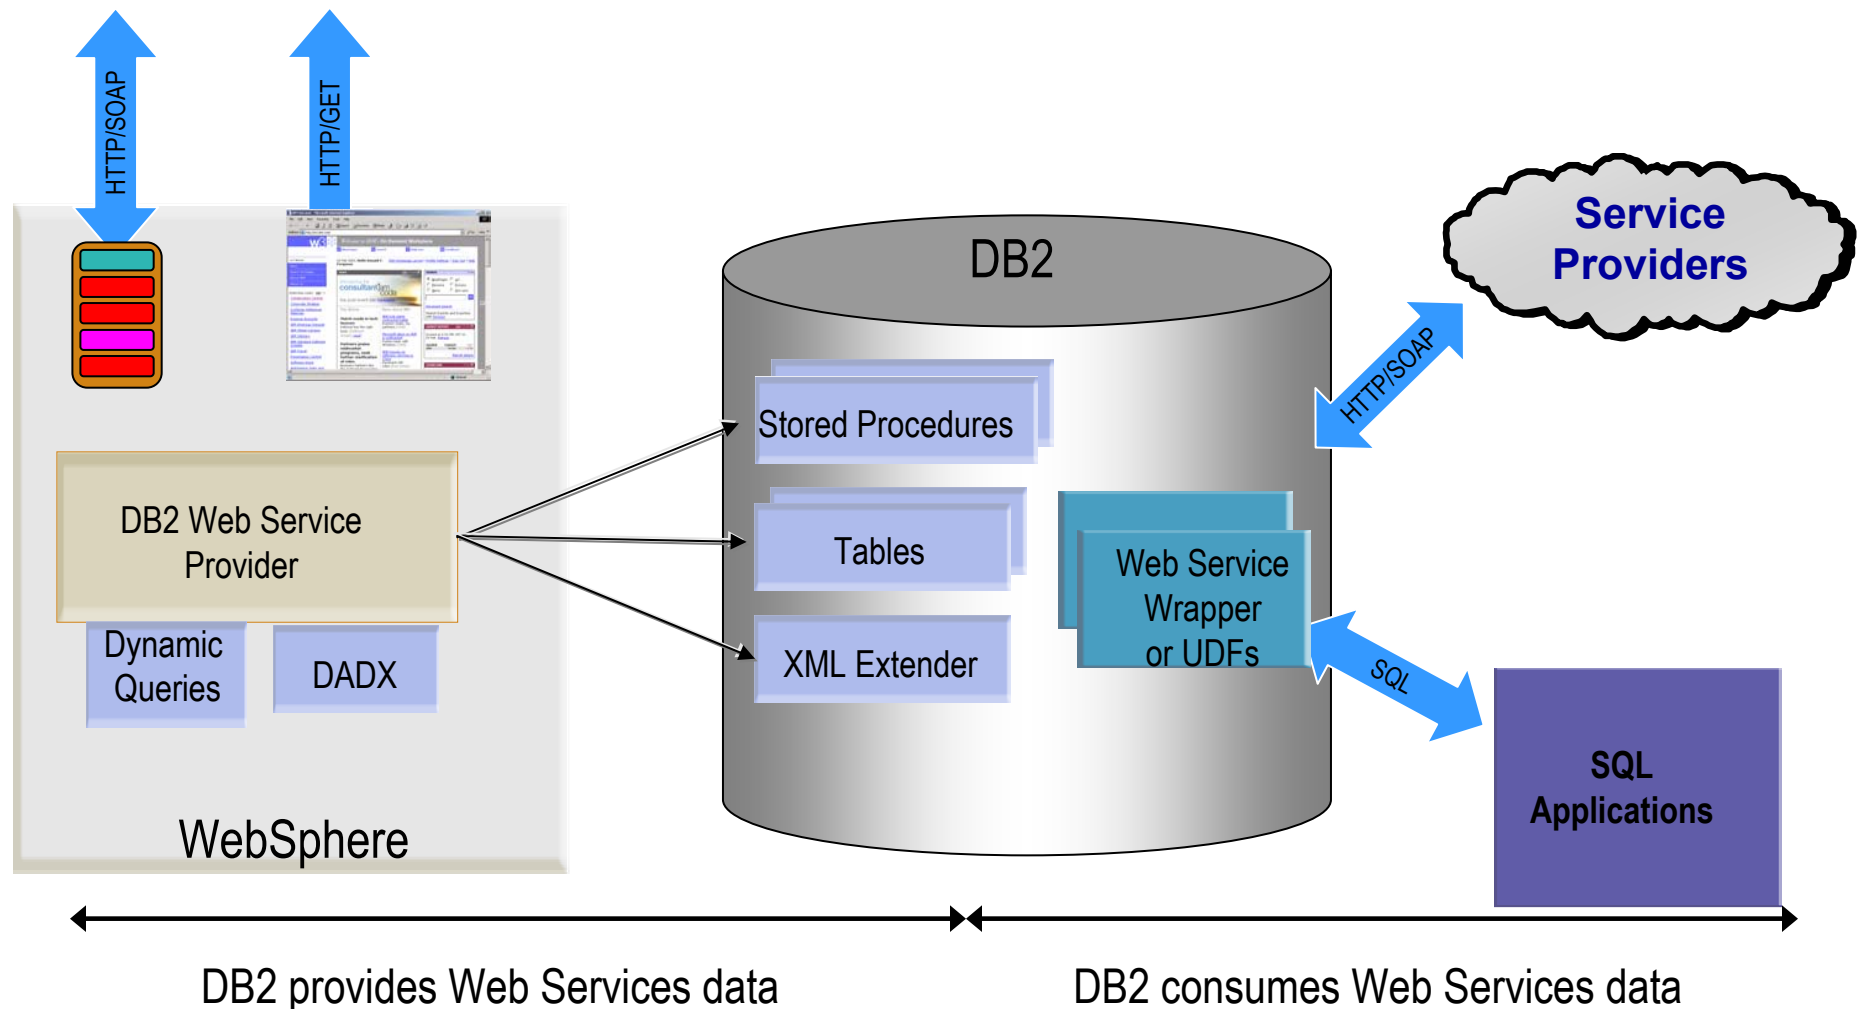 HTTP/SOAP
HTTP/GET
DB2
Service
Providers
HTTP/SOAP
consultant
code
Stored Procedures
DB2 Web Service
Provider
Tables
Web Service
Wrapper
or UDFs
Dynamic
Queries
DADX
XML Extender
SQL
SQL
Applications
WebSphere
DB2 provides Web Services data
DB2 consumes Web Services data